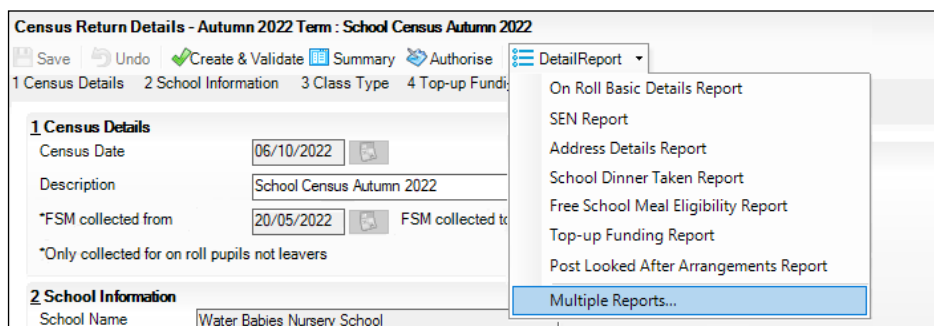 Census Return Details - Autumn 2022 Term : School Census Autumn 2022
Save Undo Create & Validate Summary Authorise DetailReport
1 Census Details 2 School Information 3 Class Type 4 Top-up Fundi
On Roll Basic Details Report
SEN Report
Address Details Report
School Dinner Taken Report
Free School Meal Eligibility Report
Top-up Funding Report
Post Looked After Arrangements Report
Multiple Reports...
1 Census Details
Census Date 06/10/2022
Description School Census Autumn 2022
*FSM collected from 20/05/2022 FSM collected to
*Only collected for on roll pupils not leavers
2 School Information
School Name Water Babies Nursery School